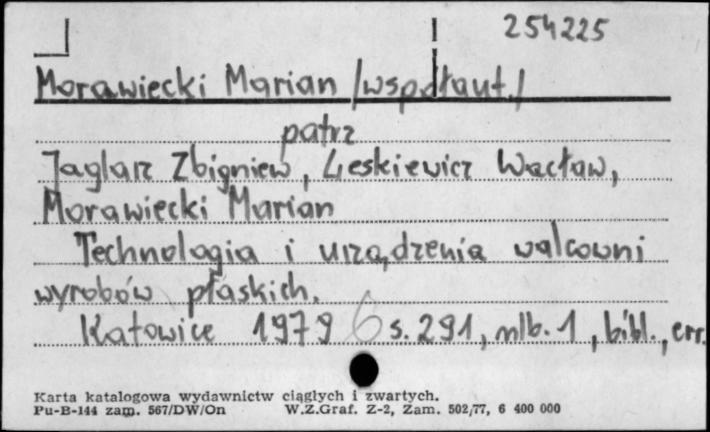 254225
Morawiecki Marian /współaut./
patrz
Jaglarz Zbigniew, Leskiewicz Wacław,
Morawiecki Marian
Technologia i urządzenia walcowni
wyrobów płaskich.
Katowice 1979 6 s. 291, nlb. 1, bibl., err.
Karta katalogowa wydawnictw ciągłych i zwartych.
Pu-B-144 zam. 567/DW/On W.Z.Graf. Z-2, Zam. 502/77, 6 400 000